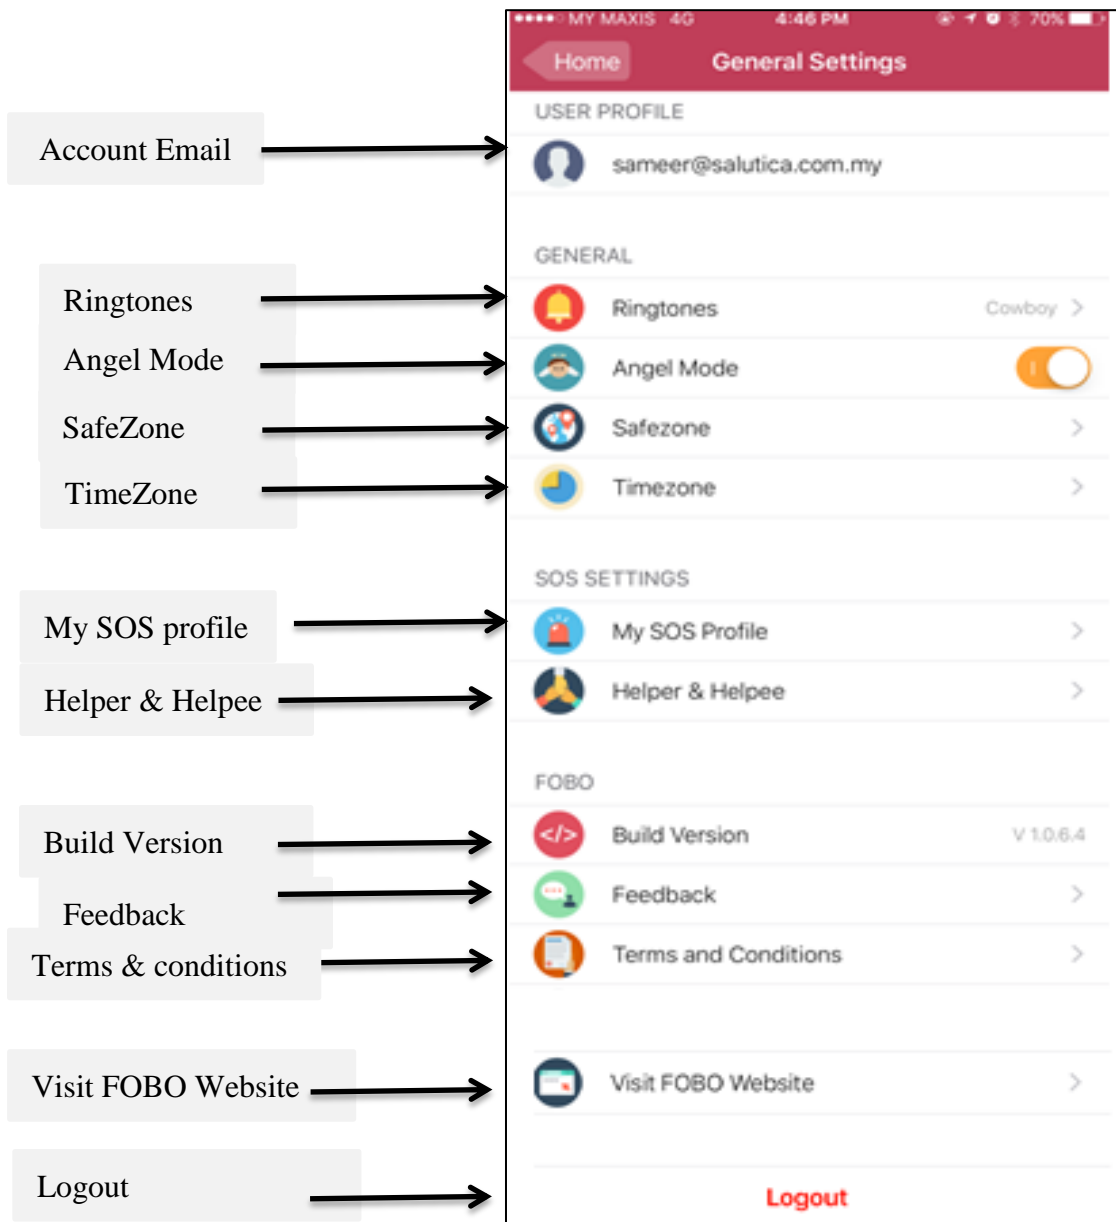 MY MAXIS 4G 4:46 PM 70%
Home General Settings
USER PROFILE
Account Email
sameer@salutica.com.my
GENERAL
Ringtones
Ringtones Cowboy
Angel Mode
Angel Mode
SafeZone
Safezone
TimeZone
Timezone
SOS SETTINGS
My SOS profile
My SOS Profile
Helper & Helpee
Helper & Helpee
FOBO
Build Version
Build Version V 1.0.6.4
Feedback
Feedback
Terms & conditions
Terms and Conditions
Visit FOBO Website
Visit FOBO Website
Logout
Logout